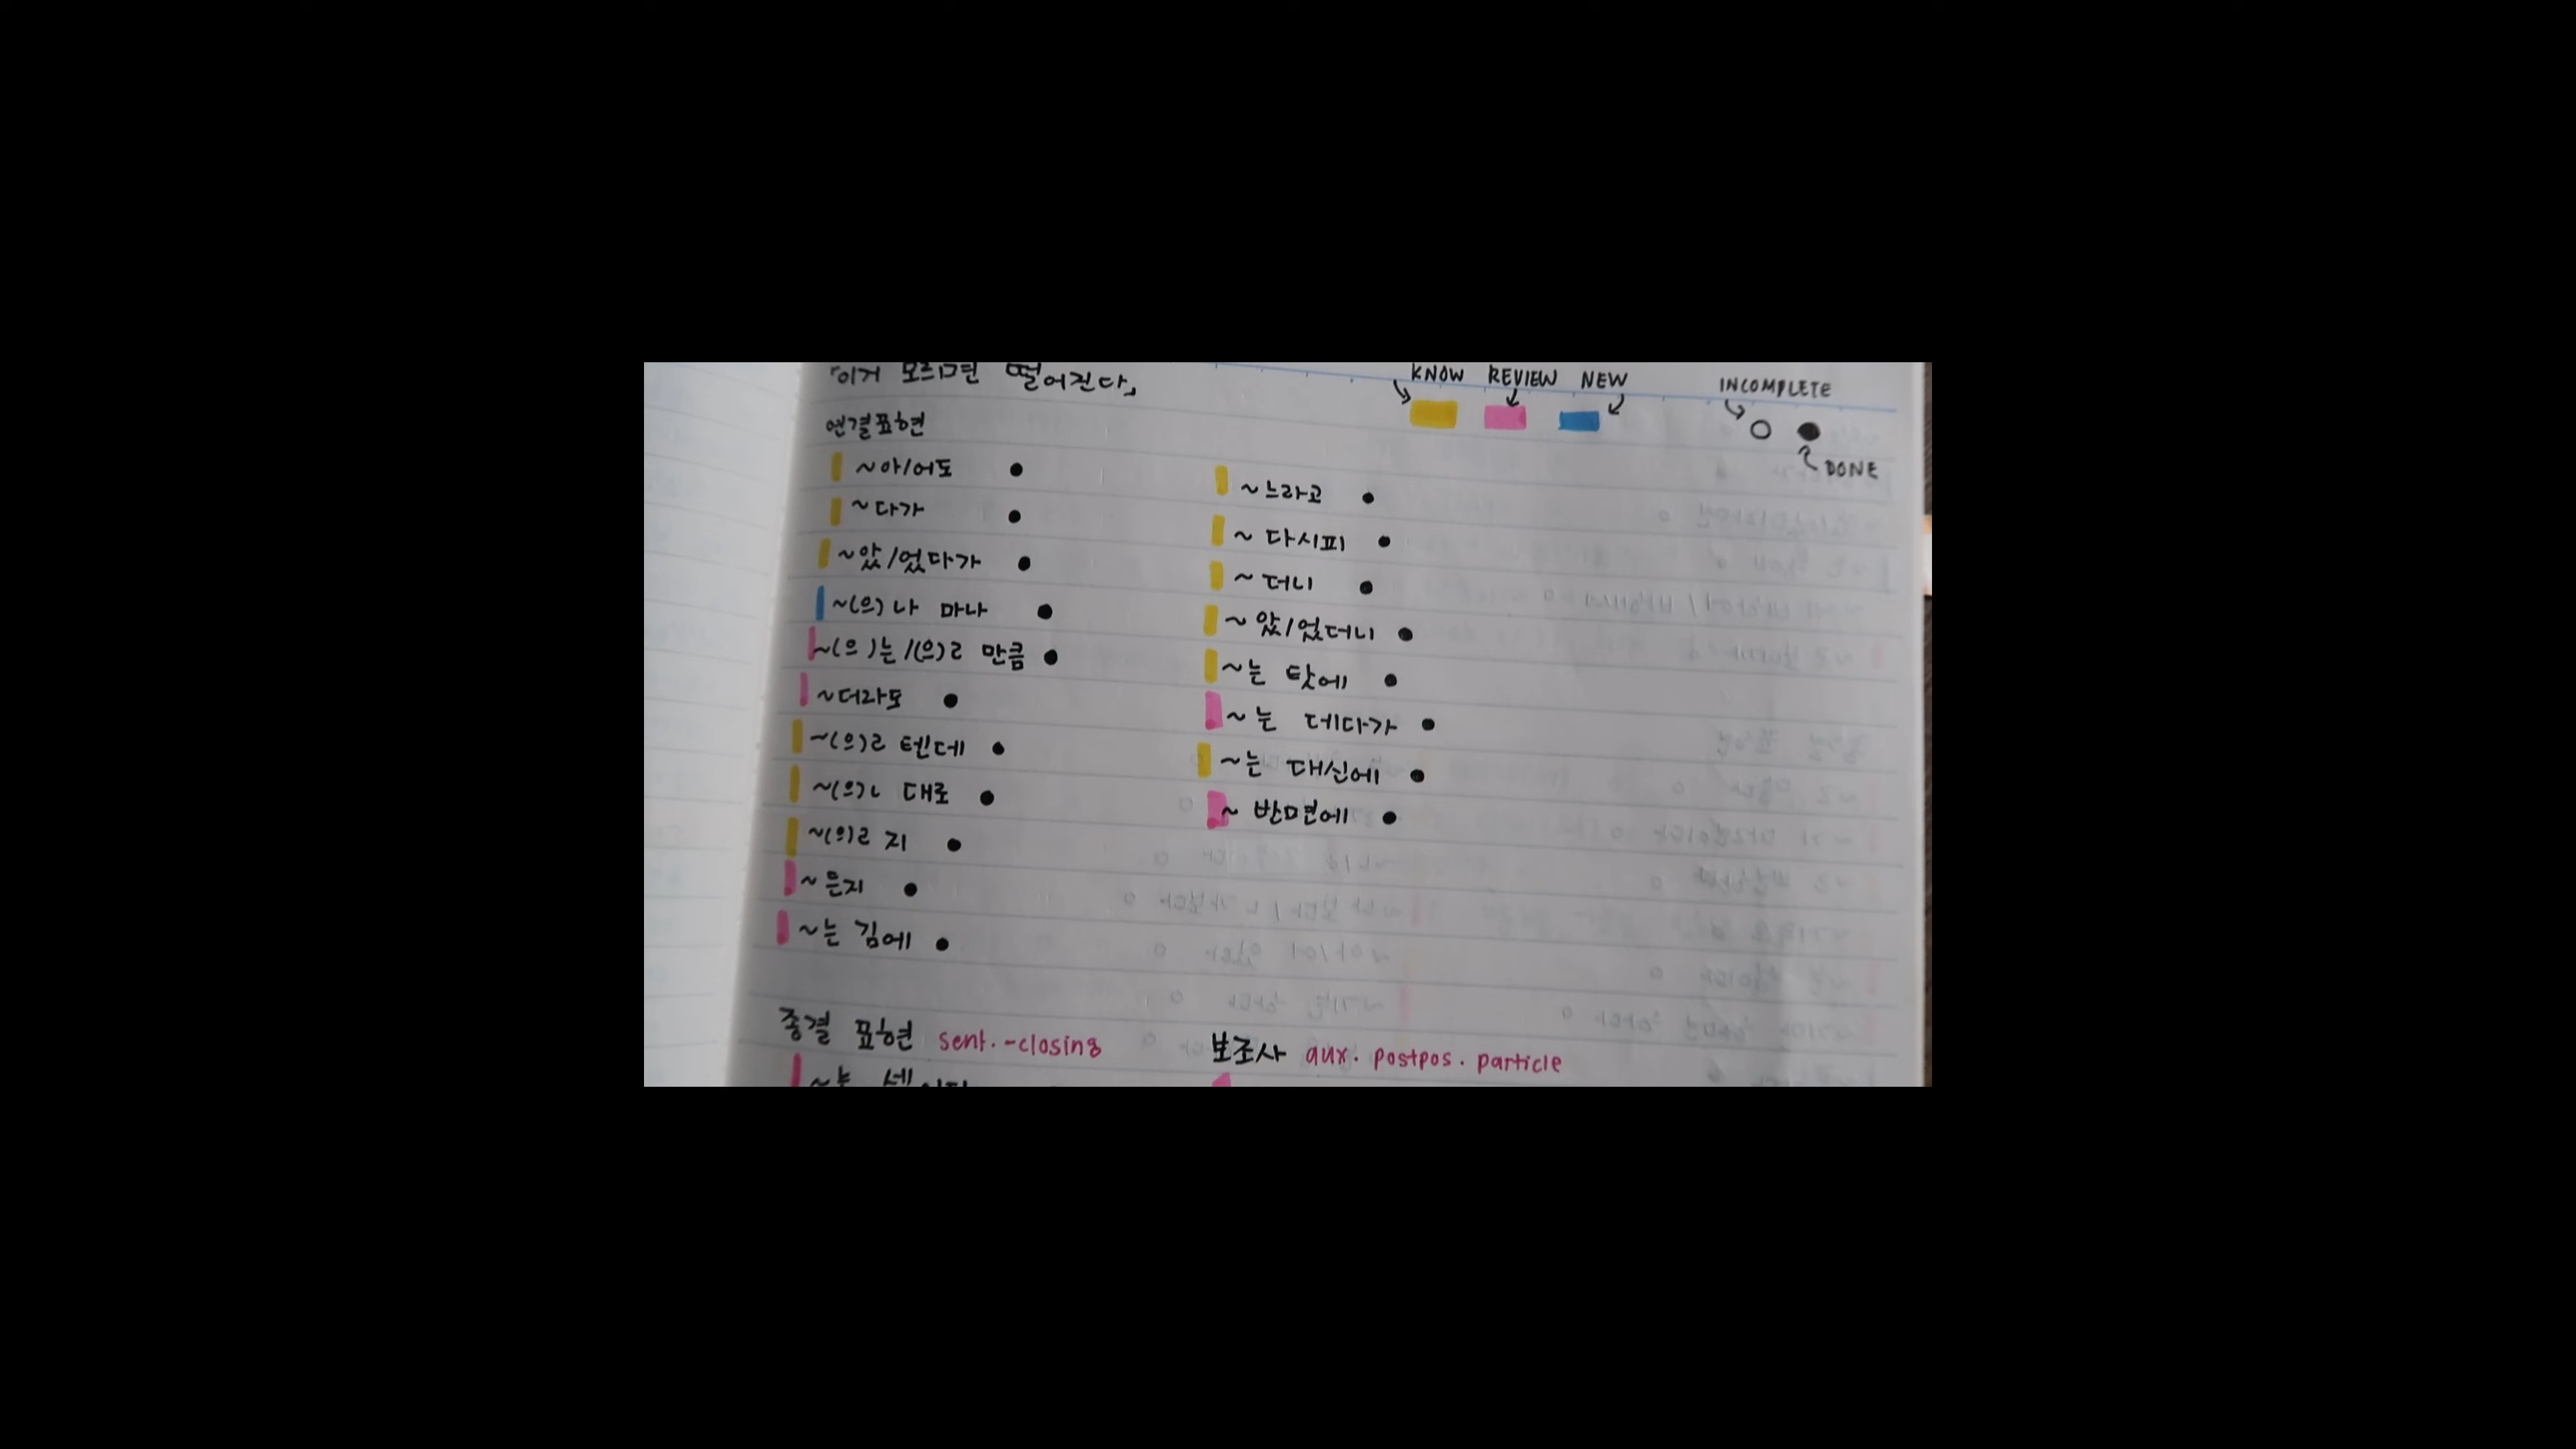 「이거 모르면 떨어진다」
KNOW REVIEW NEW
INCOMPLETE
DONE
연결표현
~아/어도
~다가
~았/었다가
~(으)나 마나
~(으)는/(으)ㄹ 만큼
~더라도
~(으)ㄹ 텐데
~(으)ㄴ 대로
~(으)ㄹ 지
~든지
~는 김에
~느라고
~다시피
~더니
~았/었더니
~는 탓에
~는 데다가
~는 대신에
~반면에
종결 표현 sent.-closing
보조사 aux. postpos. particle